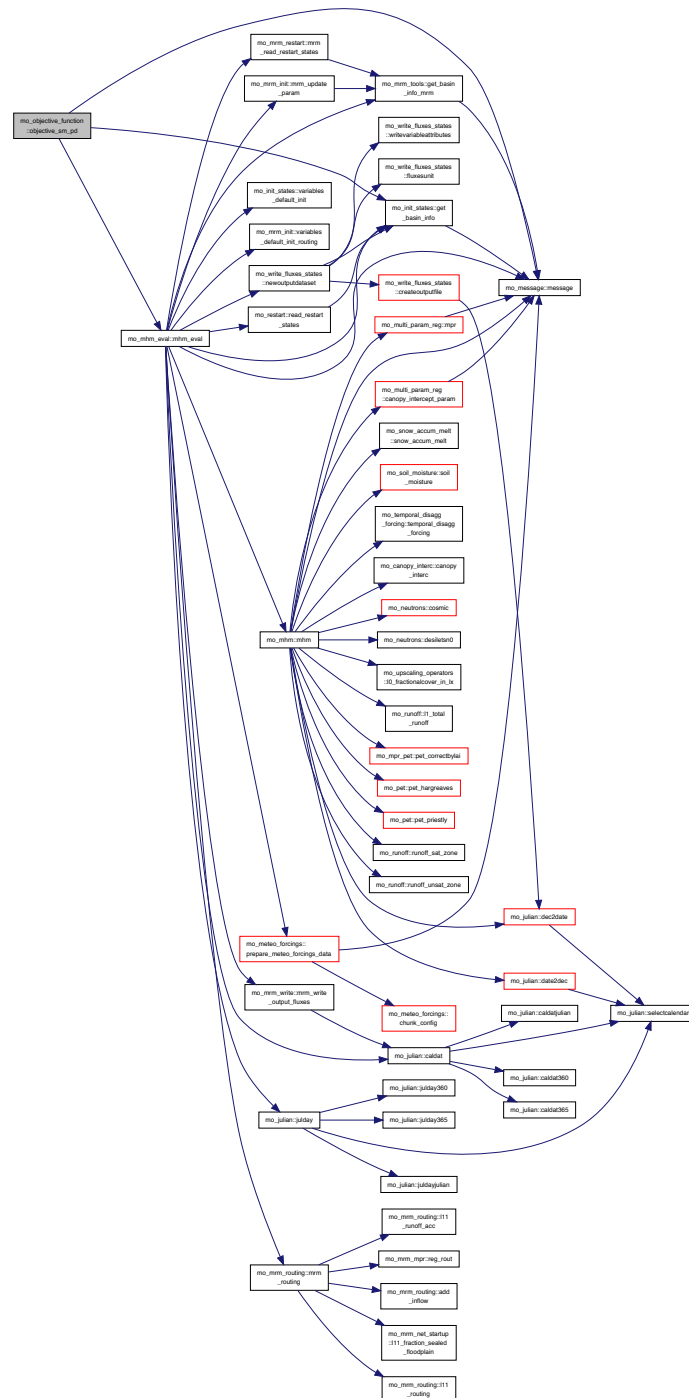 mo_mrm_restart::mrm
_read_restart_states
mo_mrm_init::mrm_update
_param
mo_mrm_tools::get_basin
_info_mrm
mo_objective_function
::objective_sm_pd
mo_write_fluxes_states
::writevariableattributes
mo_write_fluxes_states
::fluxesunit
mo_init_states::variables
_default_init
mo_init_states::get
_basin_info
mo_mrm_init::variables
_default_init_routing
mo_write_fluxes_states
::newoutputdataset
mo_write_fluxes_states
::createoutputfile
mo_message::message
mo_restart::read_restart
_states
mo_multi_param_reg::mpr
mo_mhm_eval::mhm_eval
mo_multi_param_reg
::canopy_intercept_param
mo_snow_accum_melt
::snow_accum_melt
mo_soil_moisture::soil
_moisture
mo_temporal_disagg
_forcing::temporal_disagg
_forcing
mo_canopy_interc::canopy
_interc
mo_neutrons::cosmic
mo_mhm::mhm
mo_neutrons::desiletsn0
mo_upscaling_operators
::l0_fractionalcover_in_lx
mo_runoff::l1_total
_runoff
mo_mpr_pet::pet_correctbylai
mo_pet::pet_hargreaves
mo_pet::pet_priestly
mo_runoff::runoff_sat_zone
mo_runoff::runoff_unsat_zone
mo_julian::dec2date
mo_meteo_forcings::
prepare_meteo_forcings_data
mo_julian::date2dec
mo_mrm_write::mrm_write
_output_fluxes
mo_meteo_forcings::
chunk_config
mo_julian::caldatjulian
mo_julian::selectcalendar
mo_julian::caldat
mo_julian::caldat360
mo_julian::julday360
mo_julian::caldat365
mo_julian::julday
mo_julian::julday365
mo_julian::juldayjulian
mo_mrm_routing::l11
_runoff_acc
mo_mrm_mpr::reg_rout
mo_mrm_routing::mrm
_routing
mo_mrm_routing::add
_inflow
mo_mrm_net_startup
::l11_fraction_sealed
_floodplain
mo_mrm_routing::l11
_routing